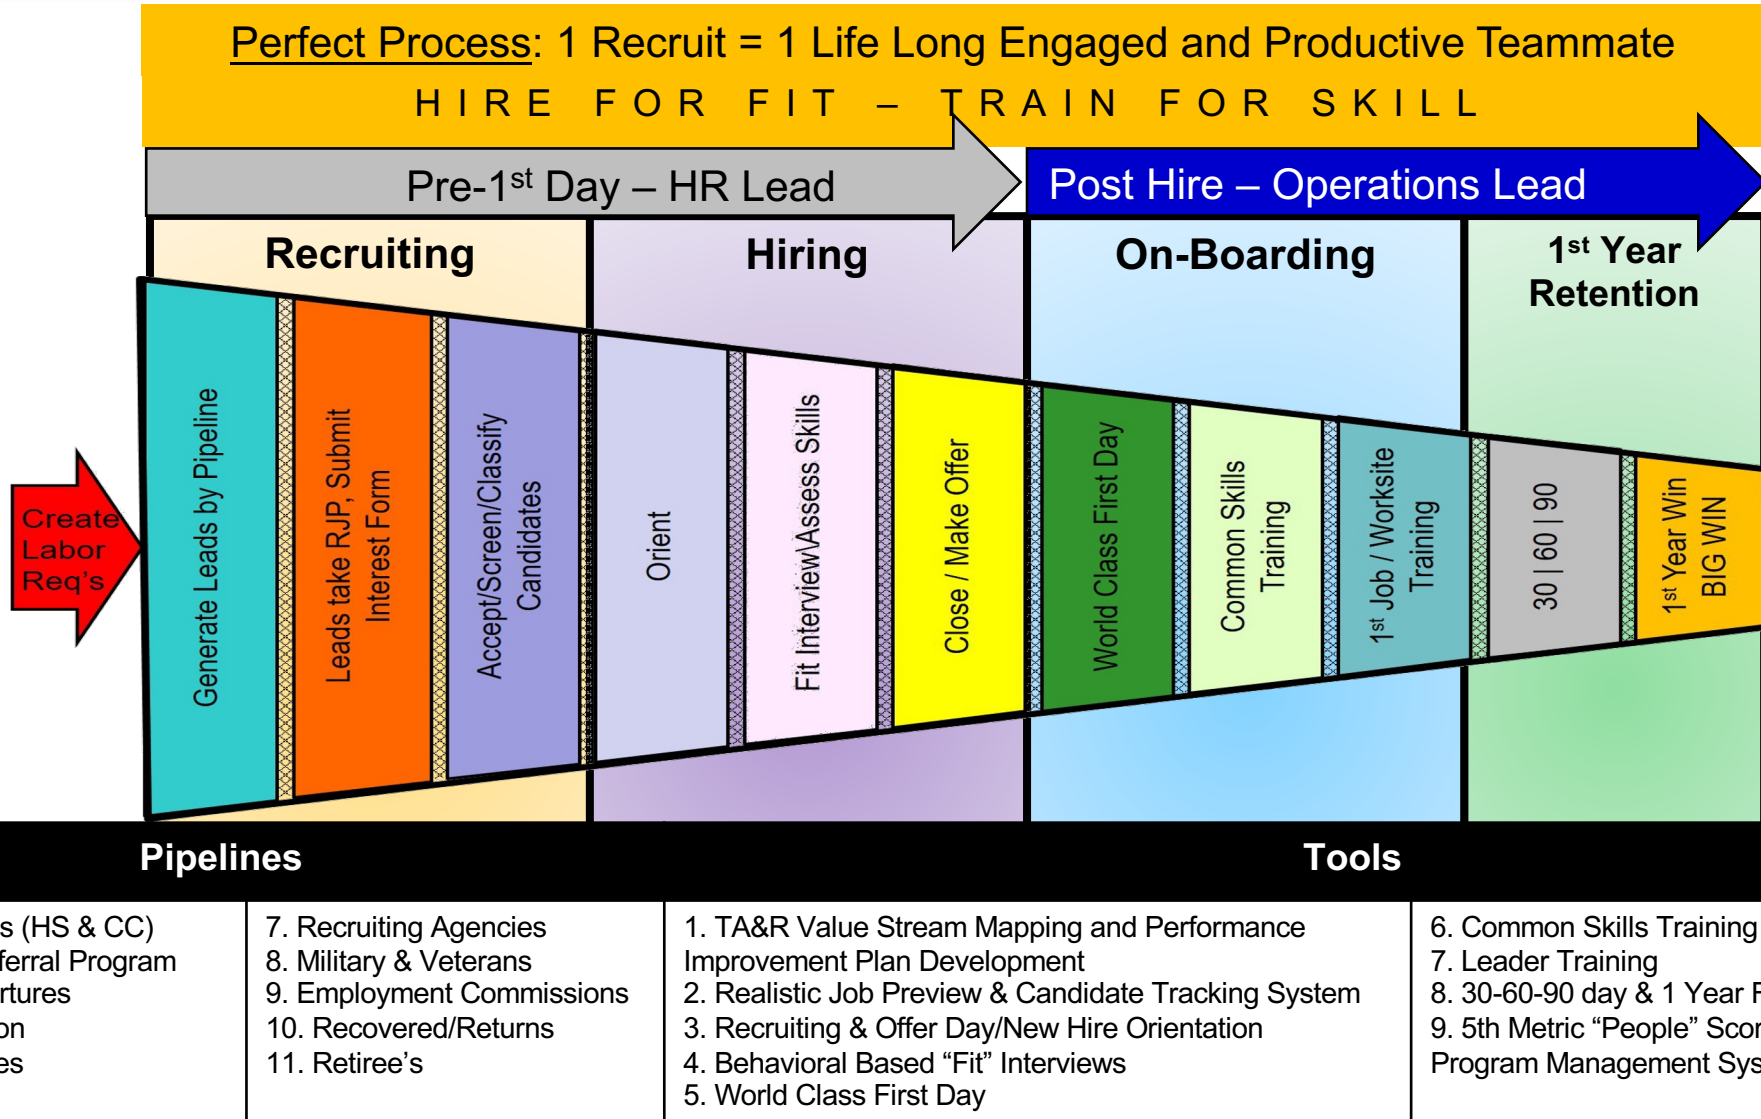 Perfect Process: 1 Recruit = 1 Life Long Engaged and Productive Teammate
HIRE FOR FIT – TRAIN FOR SKILL
Pre-1st Day – HR Lead
Post Hire – Operations Lead
Recruiting
Hiring
On-Boarding
1st Year
Retention
Create
Labor
Req's
Generate Leads by Pipeline
Leads take RJP, Submit
Interest Form
Accept/Screen/Classify
Candidates
Orient
Fit Interview\Assess Skills
Close / Make Offer
World Class First Day
Common Skills
Training
1st Job / Worksite
Training
30 | 60 | 90
1st Year Win
BIG WIN
Pipelines
Tools
(HS & CC)
Program
7. Recruiting Agencies
8. Military & Veterans
9. Employment Commissions
10. Recovered/Returns
11. Retiree’s
1. TA&R Value Stream Mapping and Performance
Improvement Plan Development
2. Realistic Job Preview & Candidate Tracking System
3. Recruiting & Offer Day/New Hire Orientation
4. Behavioral Based “Fit” Interviews
5. World Class First Day
6. Common Skills Training
7. Leader Training
8. 30-60-90 day & 1 Year
9. 5th Metric “People”
Program Management